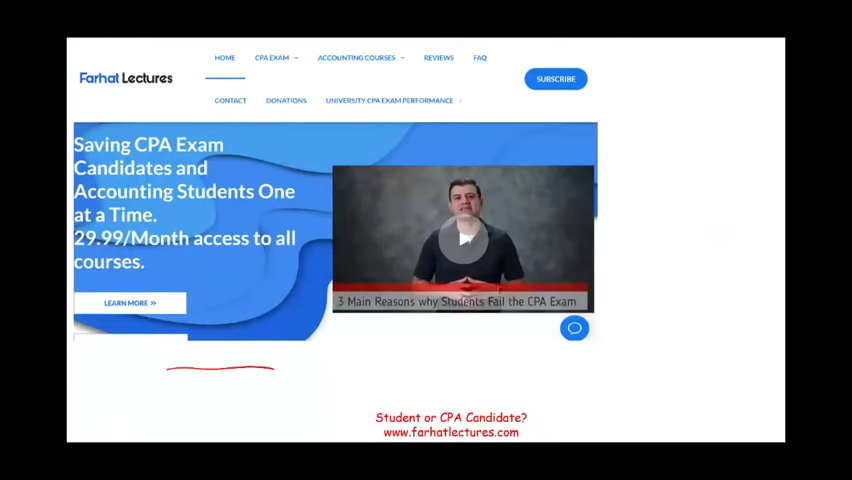 HOME CPA EXAM ACCOUNTING COURSES REVIEWS FAQ
Farhat Lectures
SUBSCRIBE
CONTACT DONATIONS UNIVERSITY CPA EXAM PERFORMANCE
Saving CPA Exam
Candidates and
Accounting Students One
at a Time.
29.99/Month access to all
courses.
LEARN MORE »
3 Main Reasons why Students Fail the CPA Exam
Student or CPA Candidate?
www.farhatlectures.com